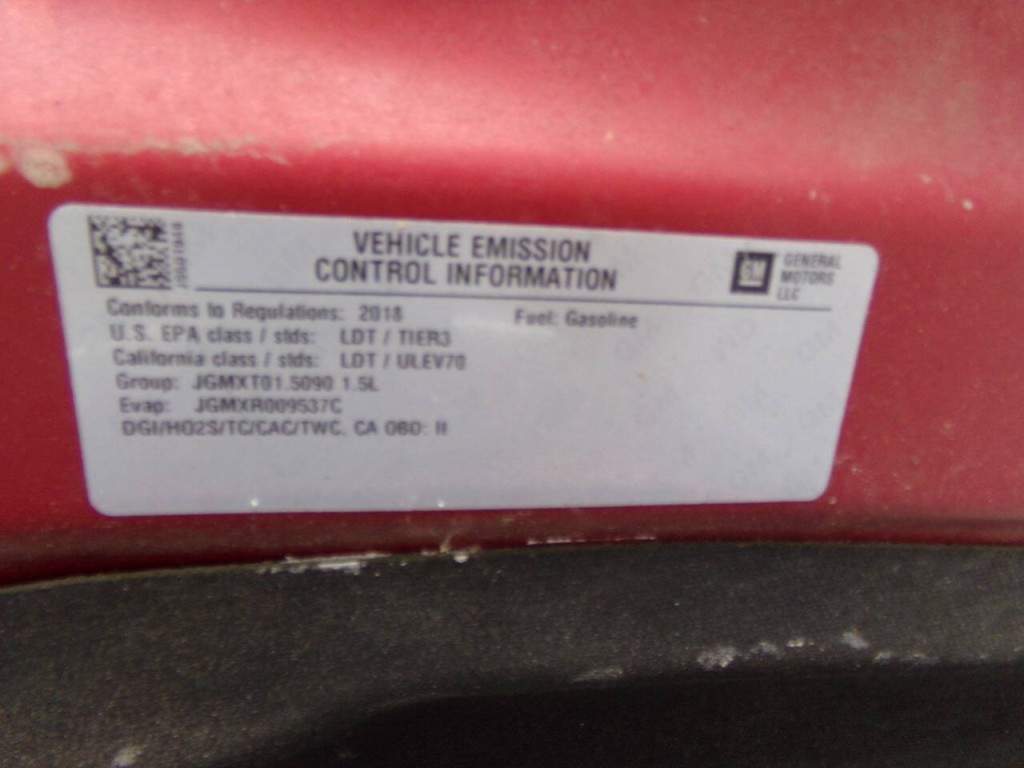 VEHICLE EMISSION
CONTROL INFORMATION
GM
GENERAL
MOTORS
LLC
Conforms to Regulations: 2018 Fuel: Gasoline
U.S. EPA class / stds: LDT / TIER3
California class / stds: LDT / ULEV70
Group: JGMXT01.5090 1.5L
Evap: JGMXR009537C
DGI/HO2S/TC/CAC/TWC, CA OBD: II